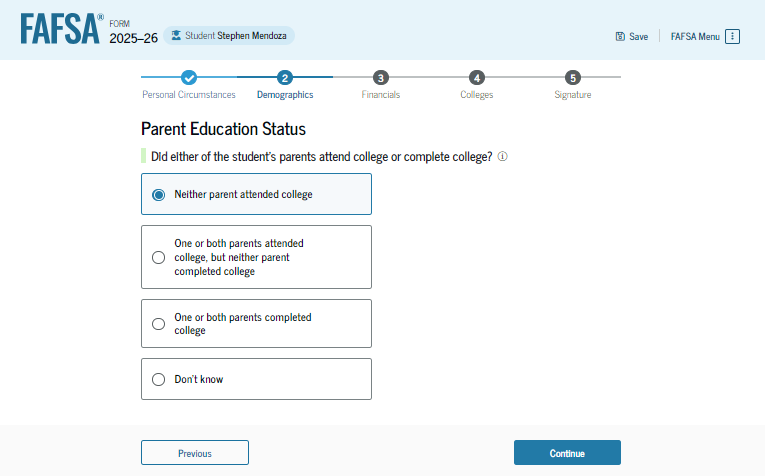 FAFSA® FORM
2025–26
Student Stephen Mendoza
Save
FAFSA Menu
2
3
4
5
Personal Circumstances
Demographics
Financials
Colleges
Signature
Parent Education Status
Did either of the student's parents attend college or complete college?
Neither parent attended college
One or both parents attended
college, but neither parent
completed college
One or both parents completed
college
Don't know
Previous
Continue